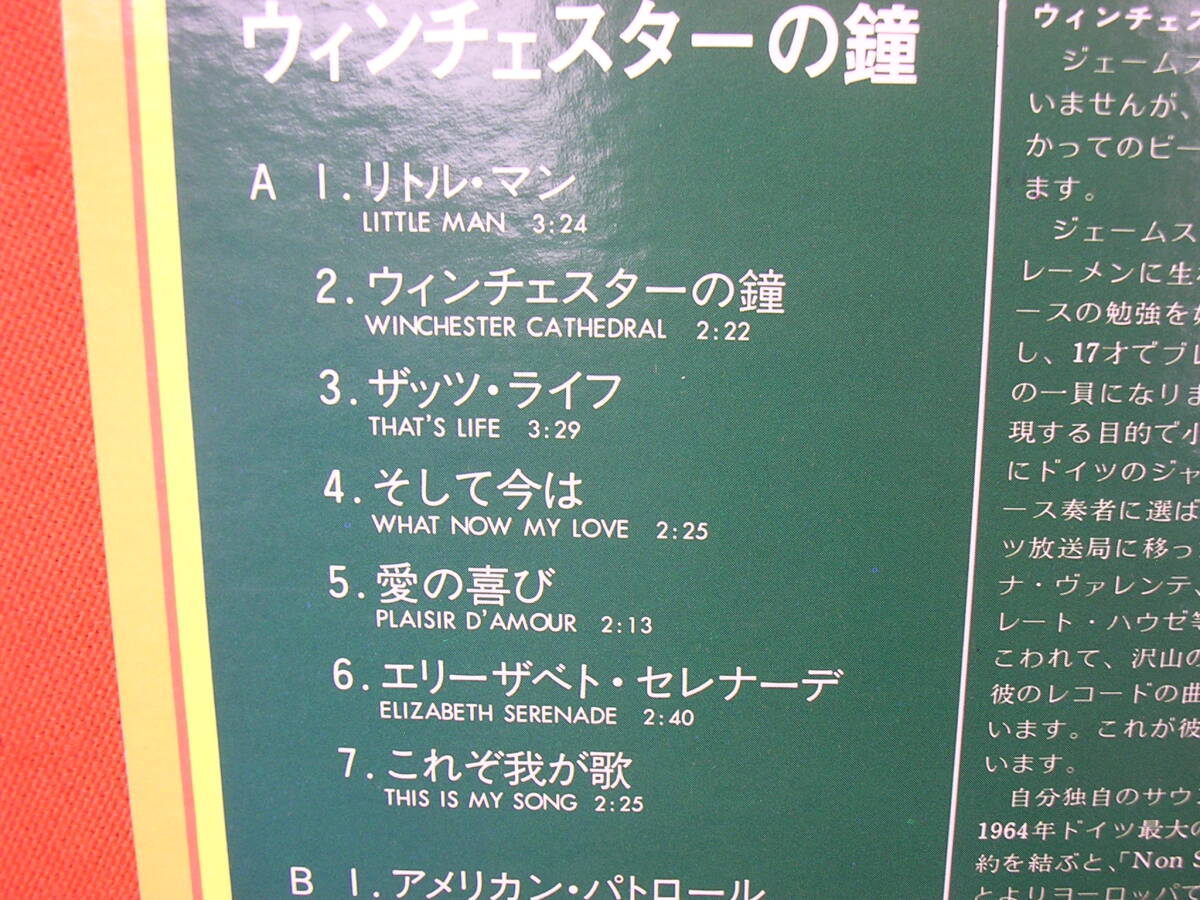 ウィンチェスターの鐘
A 1.リトル・マン
LITTLE MAN 3:24
2.ウィンチェスターの鐘
WINCHESTER CATHEDRAL 2:22
3.ザッツ・ライフ
THAT'S LIFE 3:29
4.そして今は
WHAT NOW MY LOVE 2:25
5.愛の喜び
PLAISIR D'AMOUR 2:13
6.エリーザベト・セレナーデ
ELIZABETH SERENADE 2:40
7.これぞ我が歌
THIS IS MY SONG 2:25
B 1.アメリカン・パトロール
ウィンチェス
ジェームス
いませんが、
かってのビー
ます。
ジェームス
レーメンに生
ースの勉強を
し、17才でブレ
の一員になりま
現する目的で小
にドイツのジャ
ース奏者に選ば
ツ放送局に移っ
ナ・ヴァレンテ
レート・ハウゼ等
こわれて、沢山の
彼のレコードの曲
います。これが彼
います。
自分独自のサウン
1964年ドイツ最大の
約を結ぶと、「Non S
とよりヨーロッパで